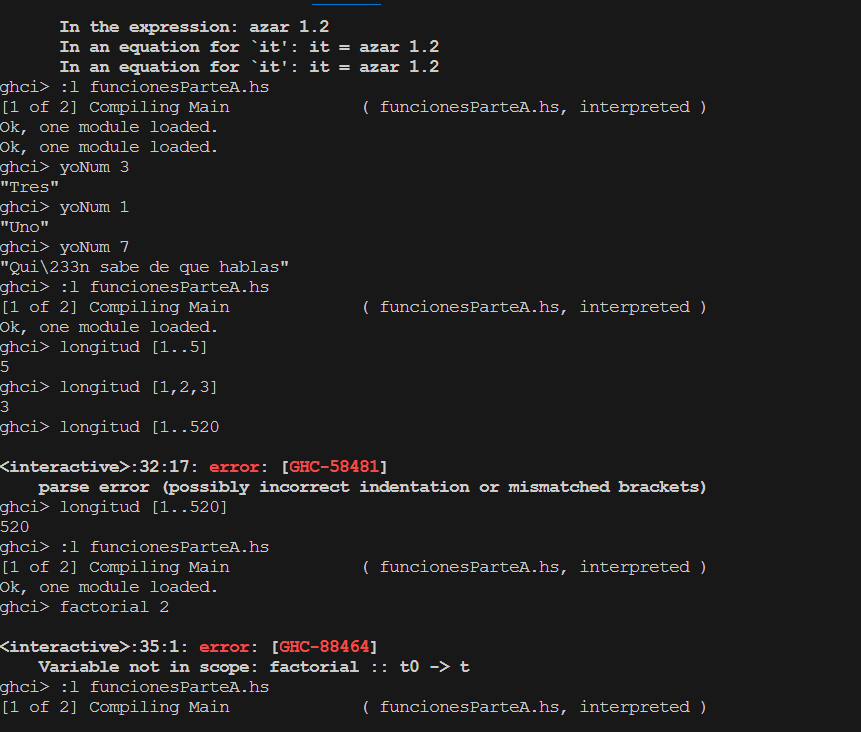 In the expression: azar 1.2
In an equation for `it': it = azar 1.2
In an equation for `it': it = azar 1.2
ghci> :l funcionesParteA.hs
[1 of 2] Compiling Main             ( funcionesParteA.hs, interpreted )
Ok, one module loaded.
Ok, one module loaded.
ghci> yoNum 3
"Tres"
ghci> yoNum 1
"Uno"
ghci> yoNum 7
"Qui\233n sabe de que hablas"
ghci> :l funcionesParteA.hs
[1 of 2] Compiling Main             ( funcionesParteA.hs, interpreted )
Ok, one module loaded.
ghci> longitud [1..5]
5
ghci> longitud [1,2,3]
3
ghci> longitud [1..520
<interactive>:32:17: error: [GHC-58481]
parse error (possibly incorrect indentation or mismatched brackets)
ghci> longitud [1..520]
520
ghci> :l funcionesParteA.hs
[1 of 2] Compiling Main             ( funcionesParteA.hs, interpreted )
Ok, one module loaded.
ghci> factorial 2
<interactive>:35:1: error: [GHC-88464]
Variable not in scope: factorial :: t0 -> t
ghci> :l funcionesParteA.hs
[1 of 2] Compiling Main             ( funcionesParteA.hs, interpreted )